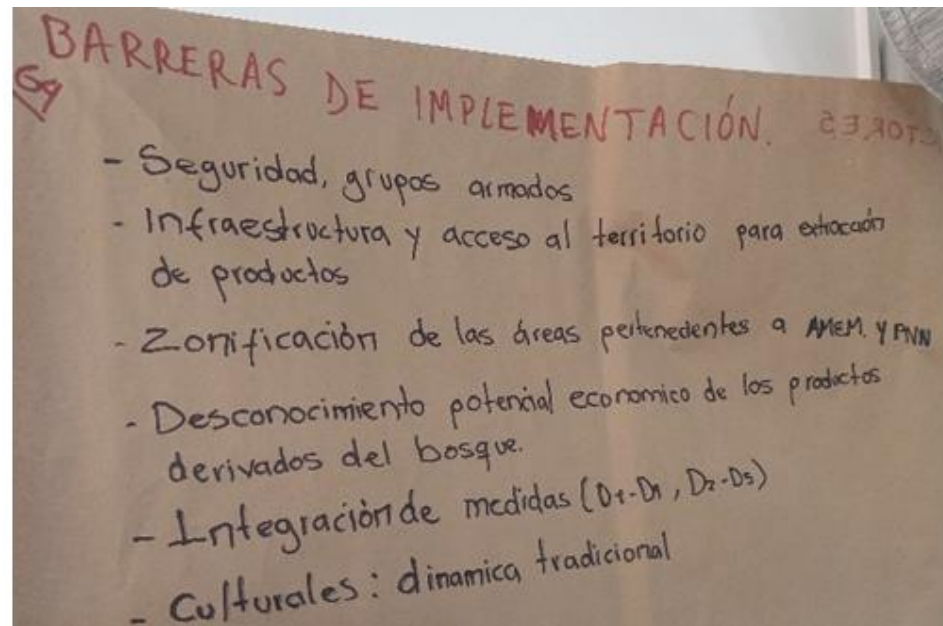 BARRERAS DE IMPLEMENTACIÓN.
- Seguridad, grupos armados
- Infraestructura y acceso al territorio para extracción
de productos
- Zonificación de las áreas pertenecientes a AMEM. y PNN
- Desconocimiento potencial economico de los productos
derivados del bosque.
- Integración de medidas (
- Culturales: dinamica tradicional